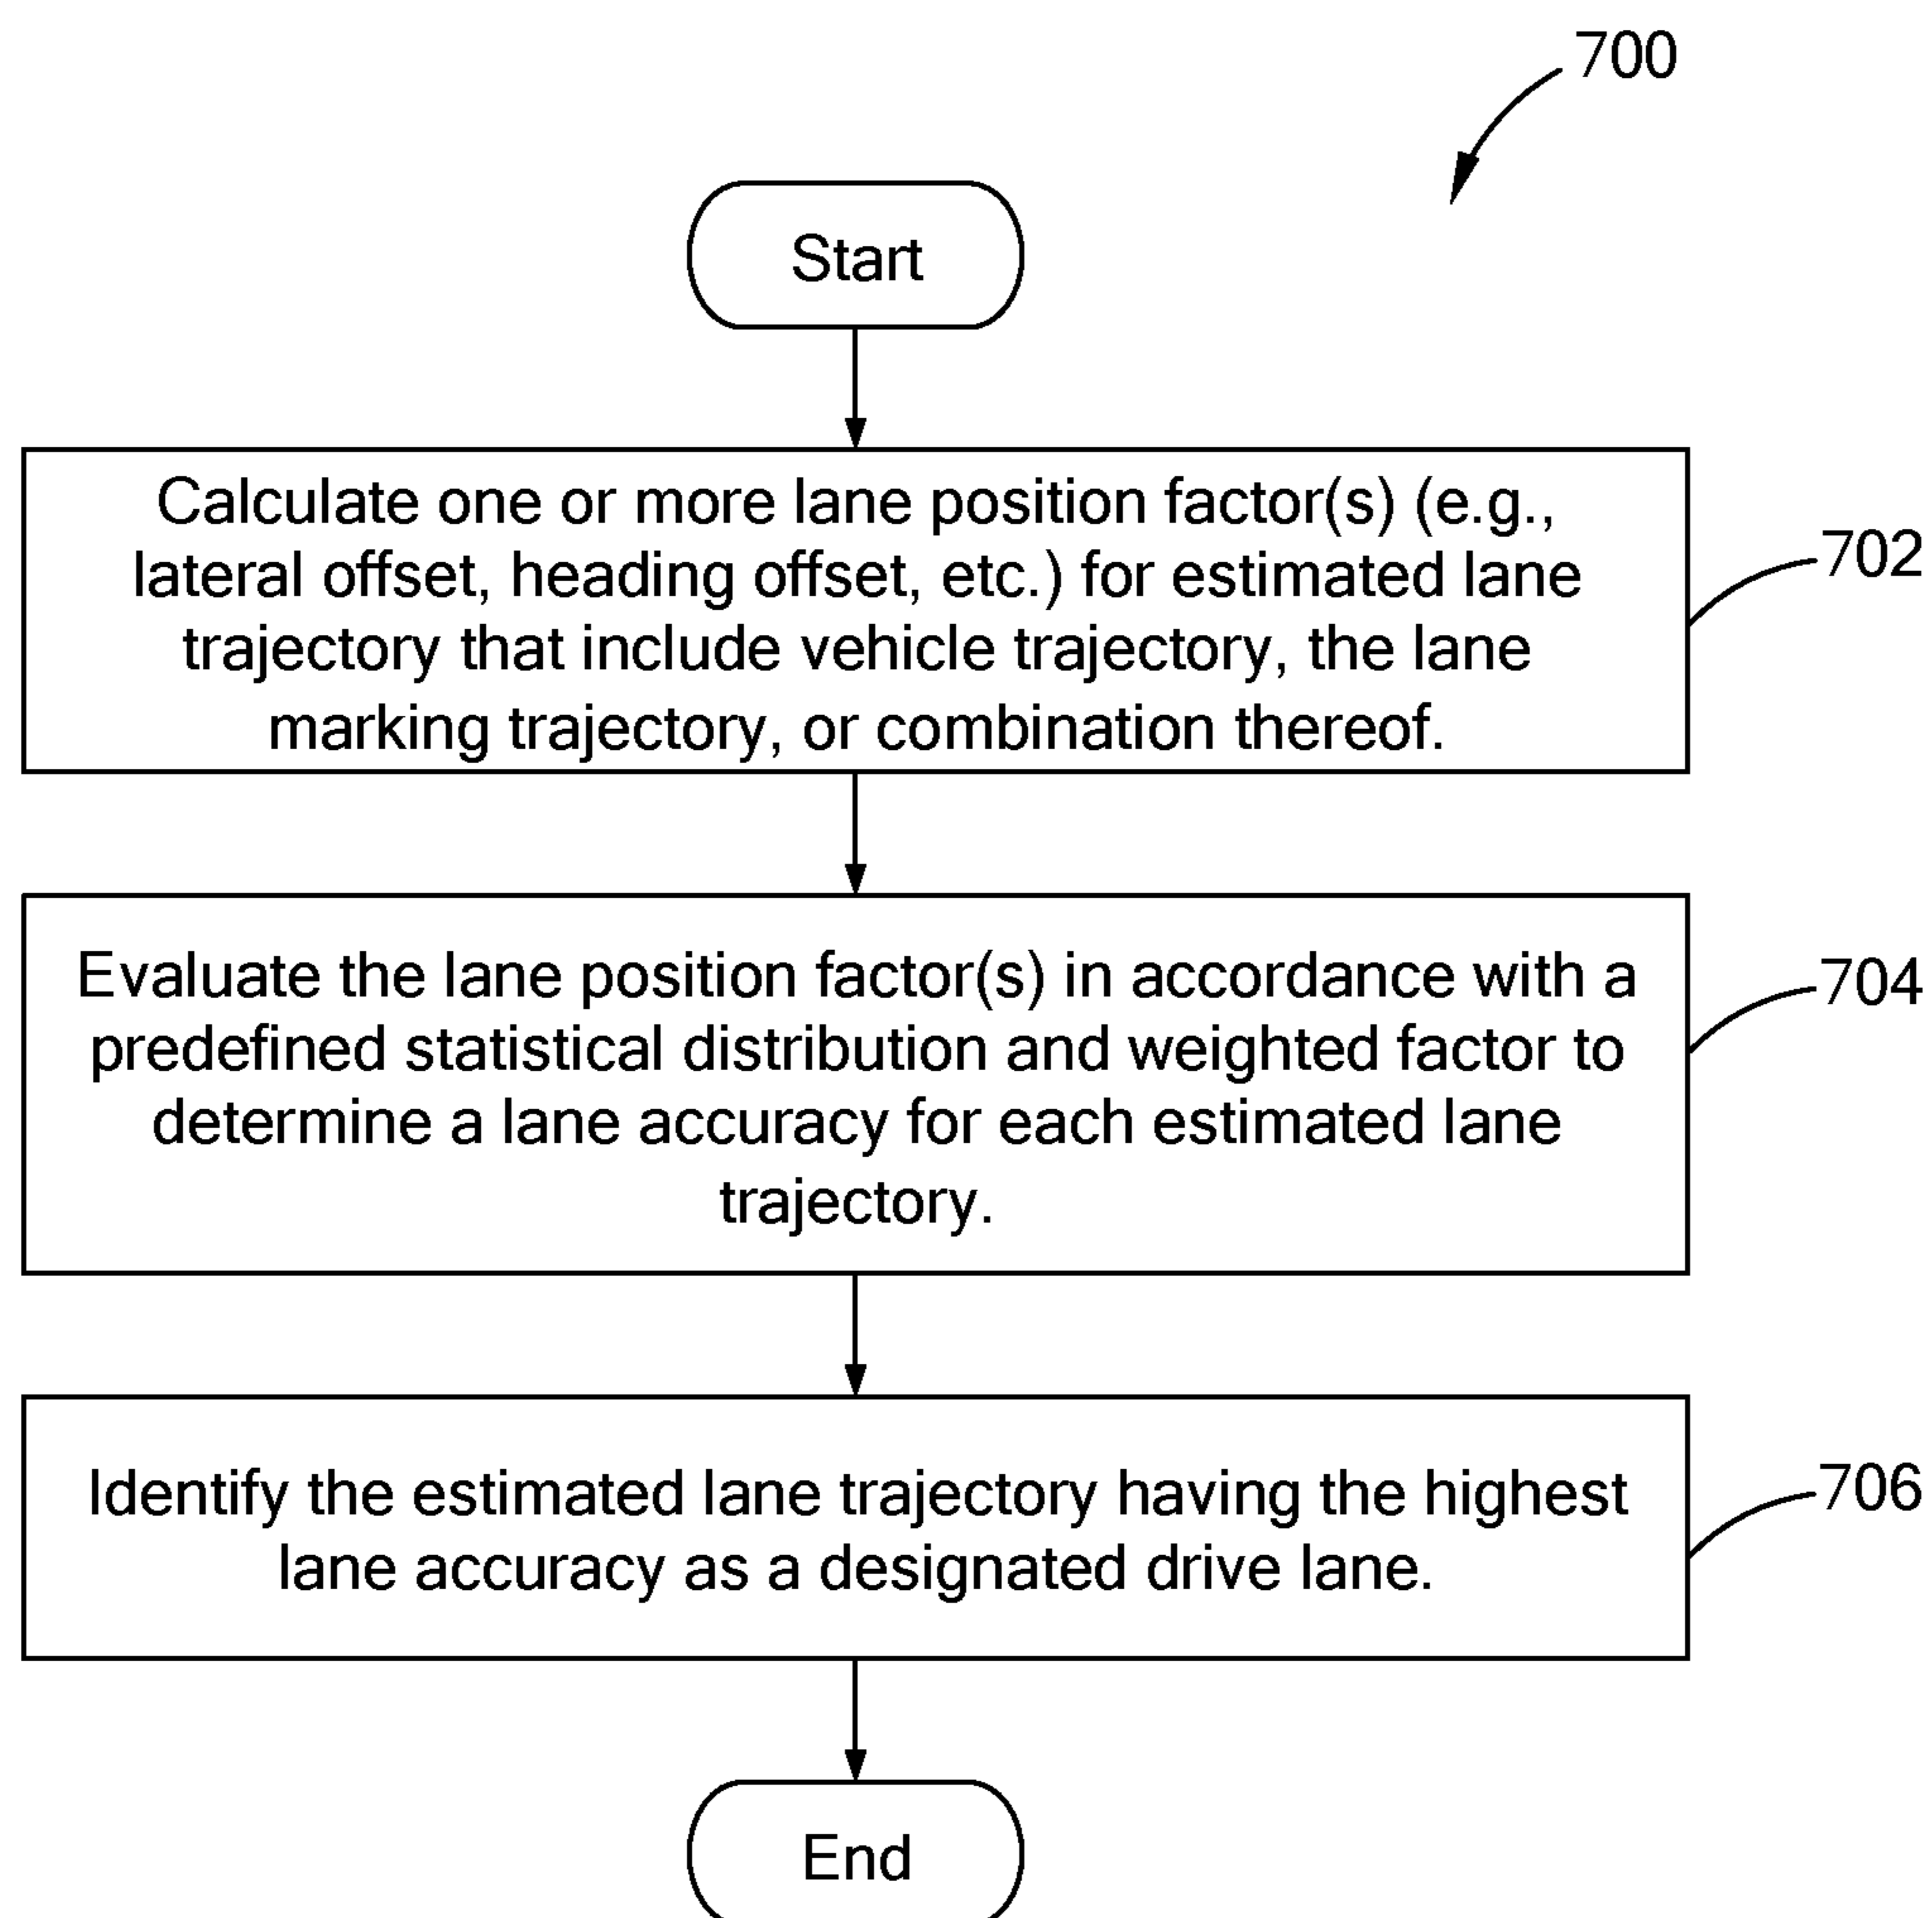 700
Start
Calculate one or more lane position factor(s) (e.g.,
lateral offset, heading offset, etc.) for estimated lane
trajectory that include vehicle trajectory, the lane
marking trajectory, or combination thereof.
702
Evaluate the lane position factor(s) in accordance with a
predefined statistical distribution and weighted factor to
determine a lane accuracy for each estimated lane
trajectory.
704
Identify the estimated lane trajectory having the highest
lane accuracy as a designated drive lane.
706
End